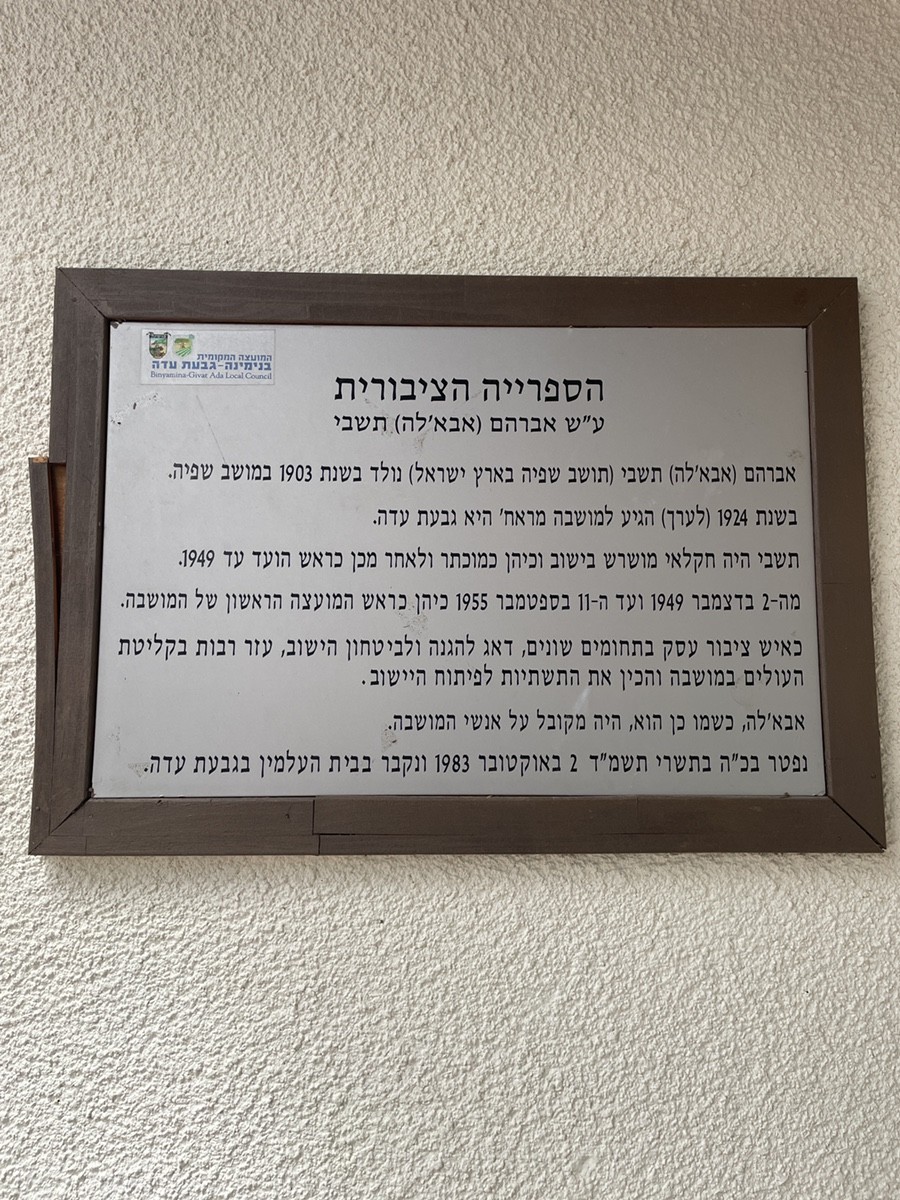 המועצה המקומית
בנימינה-גבעת עדה
Binyamina-Givat Ada Local Council
הספרייה הציבורית
ע"ש אברהם (אבא'לה) תשבי
אברהם (אבא'לה) תשבי (תושב שפיה בארץ ישראל) נולד בשנת 1903 במושב שפיה.
בשנת 1924 (לערך) הגיע למושבה מראח' היא גבעת עדה.
תשבי היה חקלאי מושרש בישוב וכיהן כמוכתר ולאחר מכן כראש הועד עד 1949.
מה-2 בדצמבר 1949 ועד ה-11 בספטמבר 1955 כיהן כראש המועצה הראשון של המושבה.
כאיש ציבור עסק בתחומים שונים, דאג להגנה ולביטחון הישוב, עזר רבות בקליטת
העולים במושבה והכין את התשתיות לפיתוח היישוב.
אבא'לה, כשמו כן הוא, היה מקובל על אנשי המושבה.
נפטר בכ"ה בתשרי תשמ"ד 2 באוקטובר 1983 ונקבר בבית העלמין בגבעת עדה.